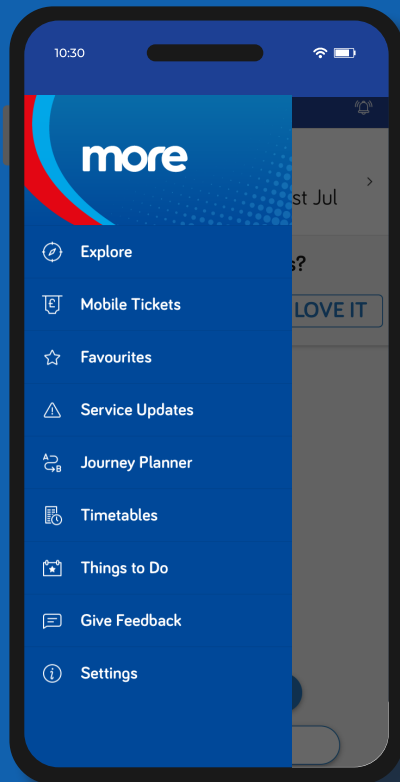 10:30
more
st Jul
Explore
s?
Mobile Tickets
LOVE IT
Favourites
Service Updates
A
B
Journey Planner
Timetables
Things to Do
Give Feedback
Settings